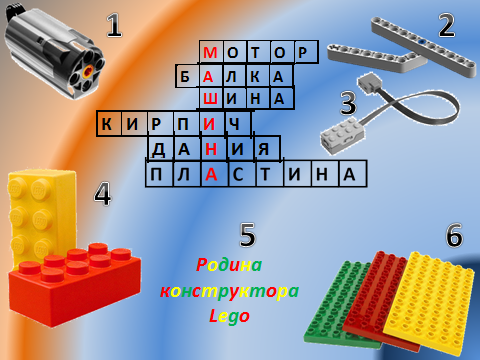 1
2
МОТОР
БАЛКА
ШИНА
3
КИРПИЧ
ДАНИЯ
ПЛАСТИНА
4
5
6
Родина
конструктора
Lego